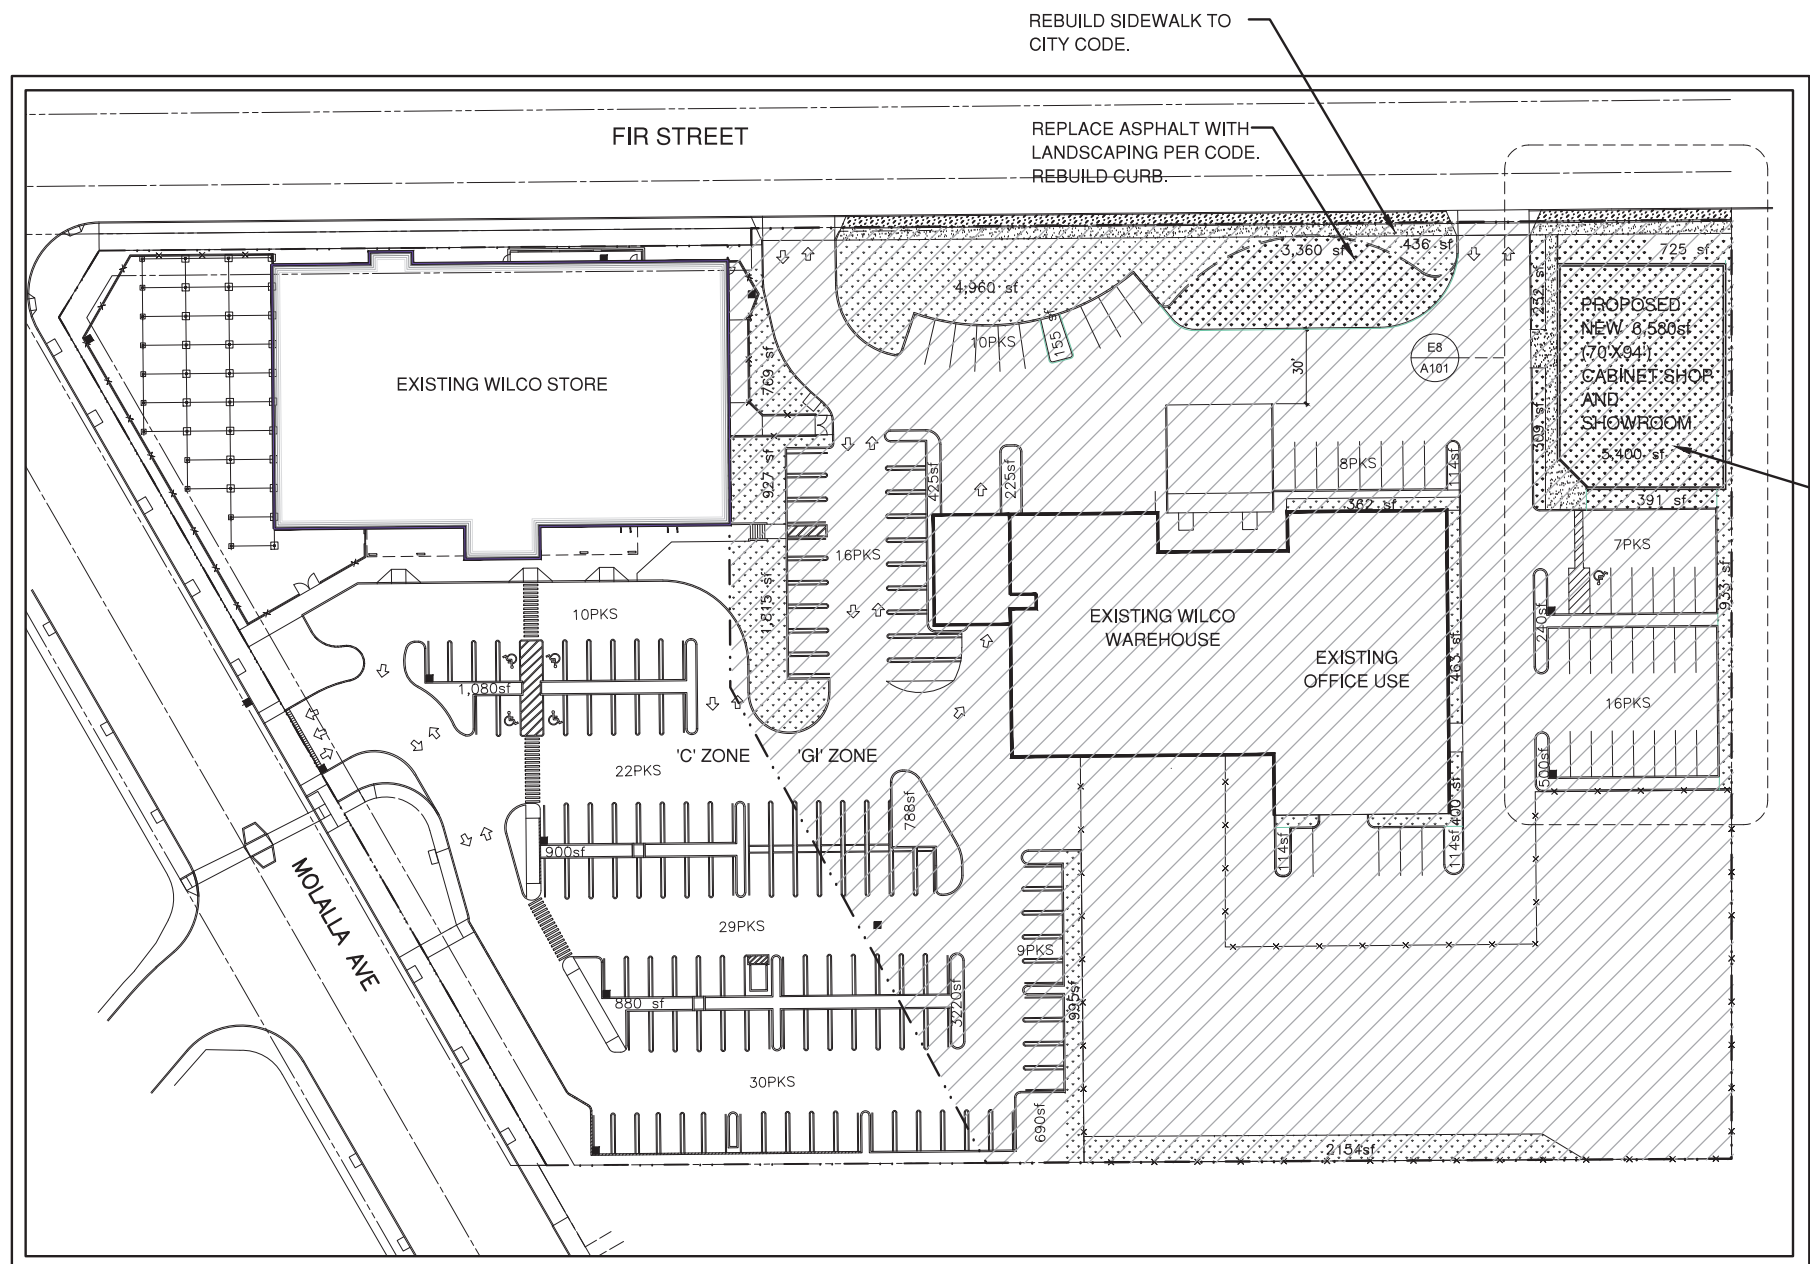 REBUILD SIDEWALK TO
CITY CODE.
FIR STREET
REPLACE ASPHALT WITH
LANDSCAPING PER CODE.
REBUILD CURB.
3,360 sf
436 sf
725 sf
4,960 sf
10PKS
155 sf
30'
E8
A101
252 sf
309 sf
PROPOSED
NEW 6,580sf
(70'X94')
CABINET SHOP
AND
SHOWROOM
5,400 sf
391 sf
EXISTING WILCO STORE
769 sf
927 sf
425sf
225sf
8PKS
114sf
362 sf
16PKS
1,815 sf
7PKS
933 sf
240sf
16PKS
500sf
EXISTING WILCO
WAREHOUSE
EXISTING
OFFICE USE
463 sf
400 sf
114sf
114sf
10PKS
1,080sf
22PKS
'C' ZONE
'GI' ZONE
788sf
900sf
29PKS
9PKS
995sf
880 sf
3220sf
30PKS
690sf
2154sf
MOLALLA AVE